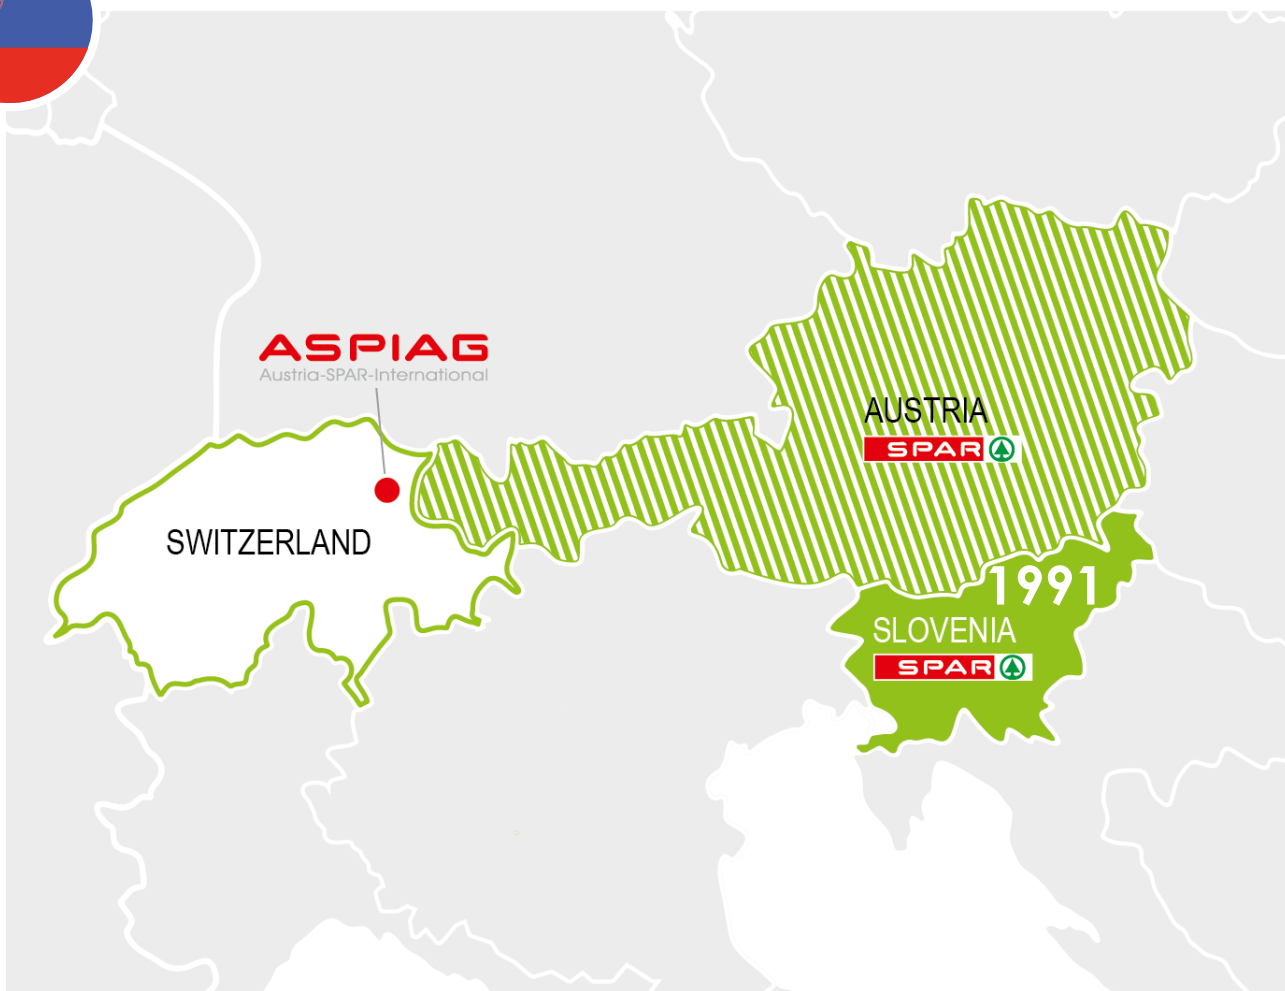 ASPIAG
Austria-SPAR-International
AUSTRIA
SPAR
SWITZERLAND
1991
SLOVENIA
SPAR